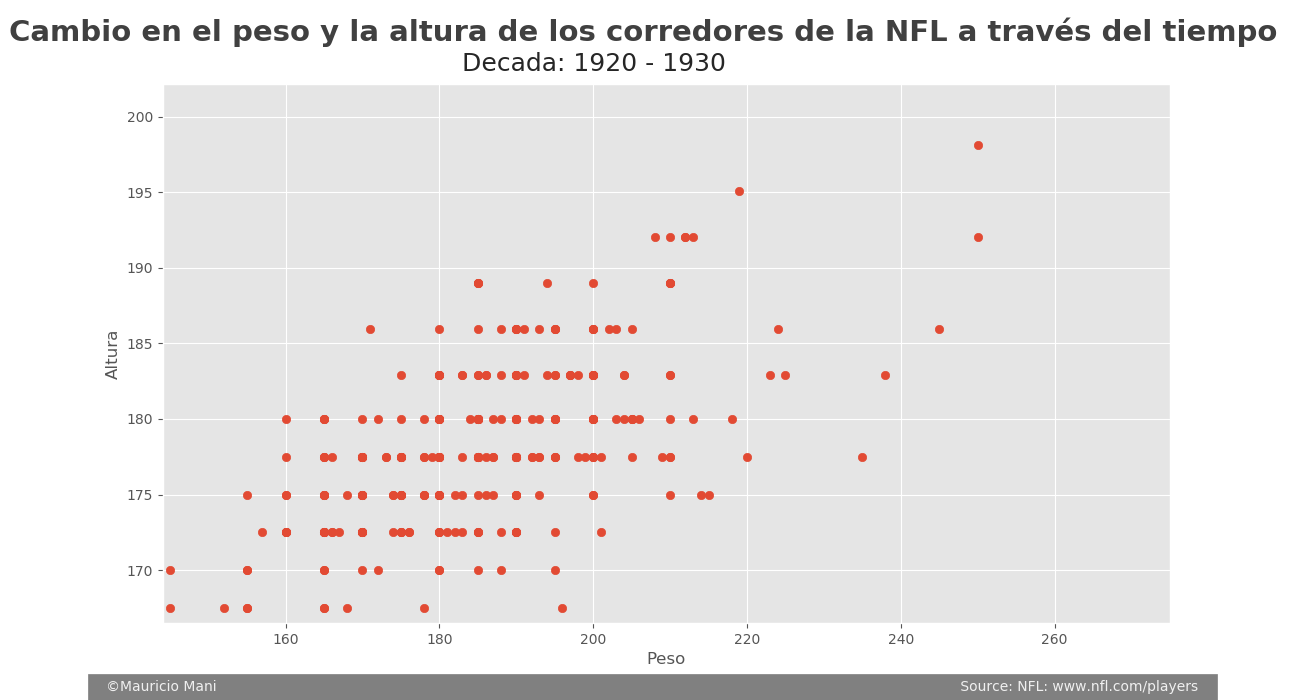 Cambio en el peso y la altura de los corredores de la NFL a través del tiempo
Decada: 1920 - 1930
200
195
190
185
180
175
170
Altura
160 180 200 220 240 260
Peso
©Mauricio Mani Source: NFL: www.nfl.com/players